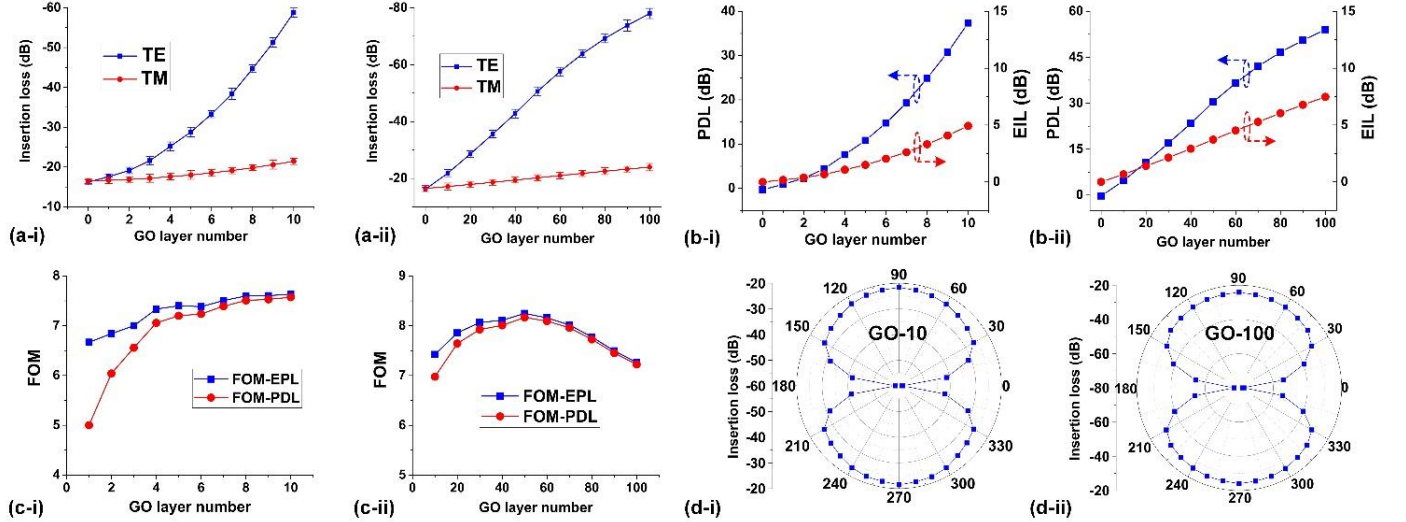 -60
-50
-40
-30
-20
-10
Insertion loss (dB)
TE
TM
0 2 4 6 8 10
GO layer number
(a-i)
-80
-60
-40
-20
Insertion loss (dB)
TE
TM
0 20 40 60 80 100
GO layer number
(a-ii)
40
30
20
10
0
PDL (dB)
15
10
5
0
EIL (dB)
0 2 4 6 8 10
GO layer number
(b-i)
60
45
30
15
0
PDL (dB)
15
10
5
0
EIL (dB)
0 20 40 60 80 100
GO layer number
(b-ii)
8
7
6
5
4
FOM
FOM-EPL
FOM-PDL
0 2 4 6 8 10
GO layer number
(c-i)
9
8
7
6
5
FOM
FOM-EPL
FOM-PDL
0 20 40 60 80 100
GO layer number
(c-ii)
-20
-30
-40
-50
-60
-50
-40
-30
-20
Insertion loss (dB)
90
120 60
150 30
GO-10
180 0
210 330
240 300
270
(d-i)
-20
-40
-60
-80
-60
-40
-20
Insertion loss (dB)
90
120 60
150 30
GO-100
180 0
210 330
240 300
270
(d-ii)